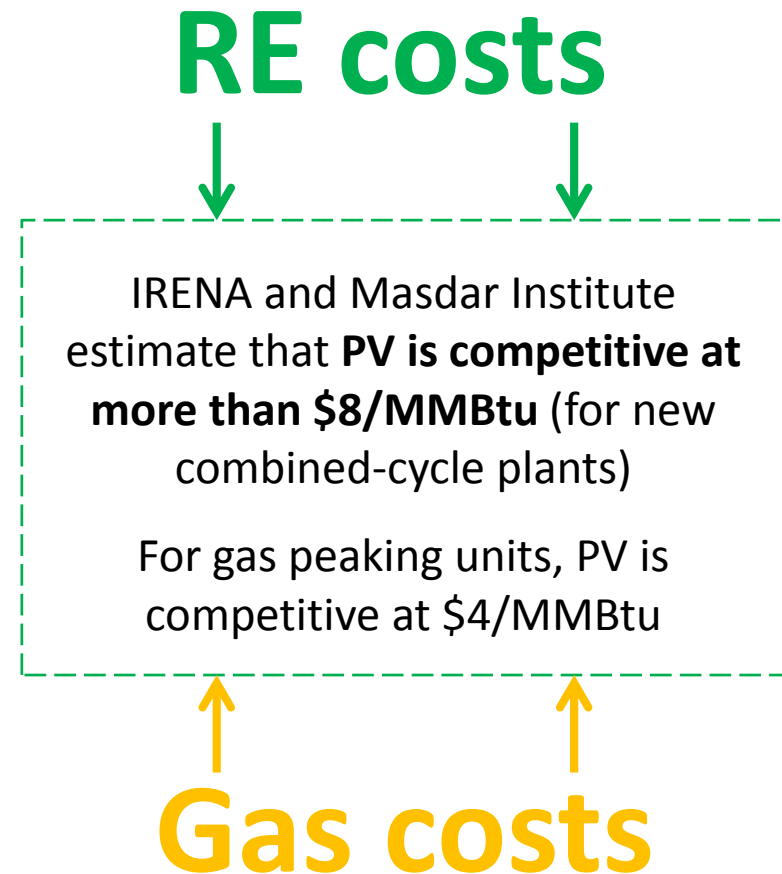 RE costs
IRENA and Masdar Institute
estimate that PV is competitive at
more than $8/MMBtu (for new
combined-cycle plants)
For gas peaking units, PV is
competitive at $4/MMBtu
Gas costs